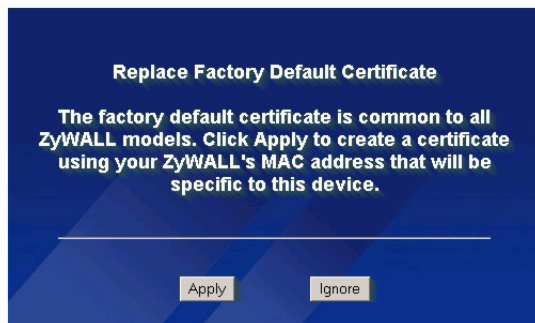 Replace Factory Default Certificate
The factory default certificate is common to all
ZyWALL models. Click Apply to create a certificate
using your ZyWALL's MAC address that will be
specific to this device.
Apply
Ignore